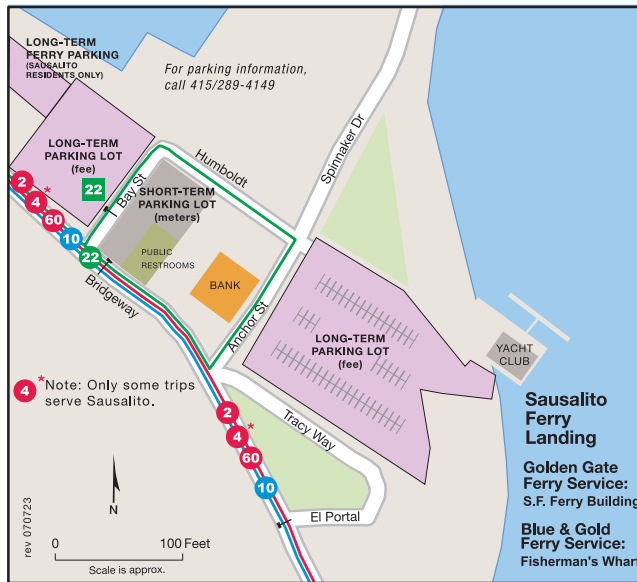 LONG-TERM
FERRY PARKING
(SAUSALITO
RESIDENTS ONLY)
For parking information,
call 415/289-4149
LONG-TERM
PARKING LOT
(fee)
22
Bay St
Humboldt
Spinnaker Dr
SHORT-TERM
PARKING LOT
(meters)
PUBLIC
RESTROOMS
BANK
2
4*
60
10
22
Bridgeway
Anchor St
LONG-TERM
PARKING LOT
(fee)
YACHT
CLUB
4* Note: Only some trips
serve Sausalito.
2
4*
60
10
Tracy Way
El Portal
Sausalito
Ferry
Landing
Golden Gate
Ferry Service:
S.F. Ferry Building
Blue & Gold
Ferry Service:
Fisherman's Wharf
N
rev 070723
0 100 Feet
Scale is approx.